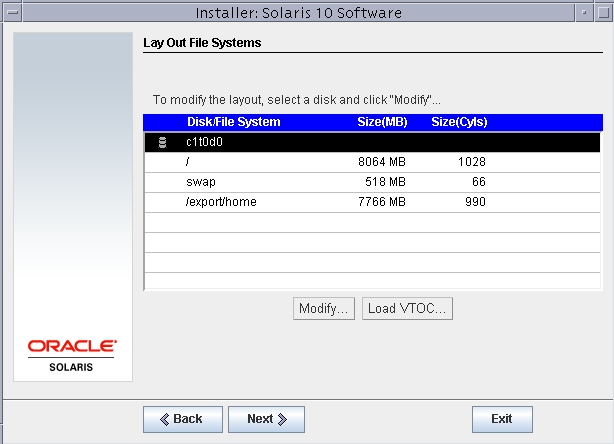 Installer: Solaris 10 Software
Lay Out File Systems
To modify the layout, select a disk and click "Modify"...
Disk/File System Size(MB) Size(Cyls)
c1t0d0
/ 8064 MB 1028
swap 518 MB 66
/export/home 7766 MB 990
Modify... Load VTOC...
ORACLE
SOLARIS
Back Next Exit